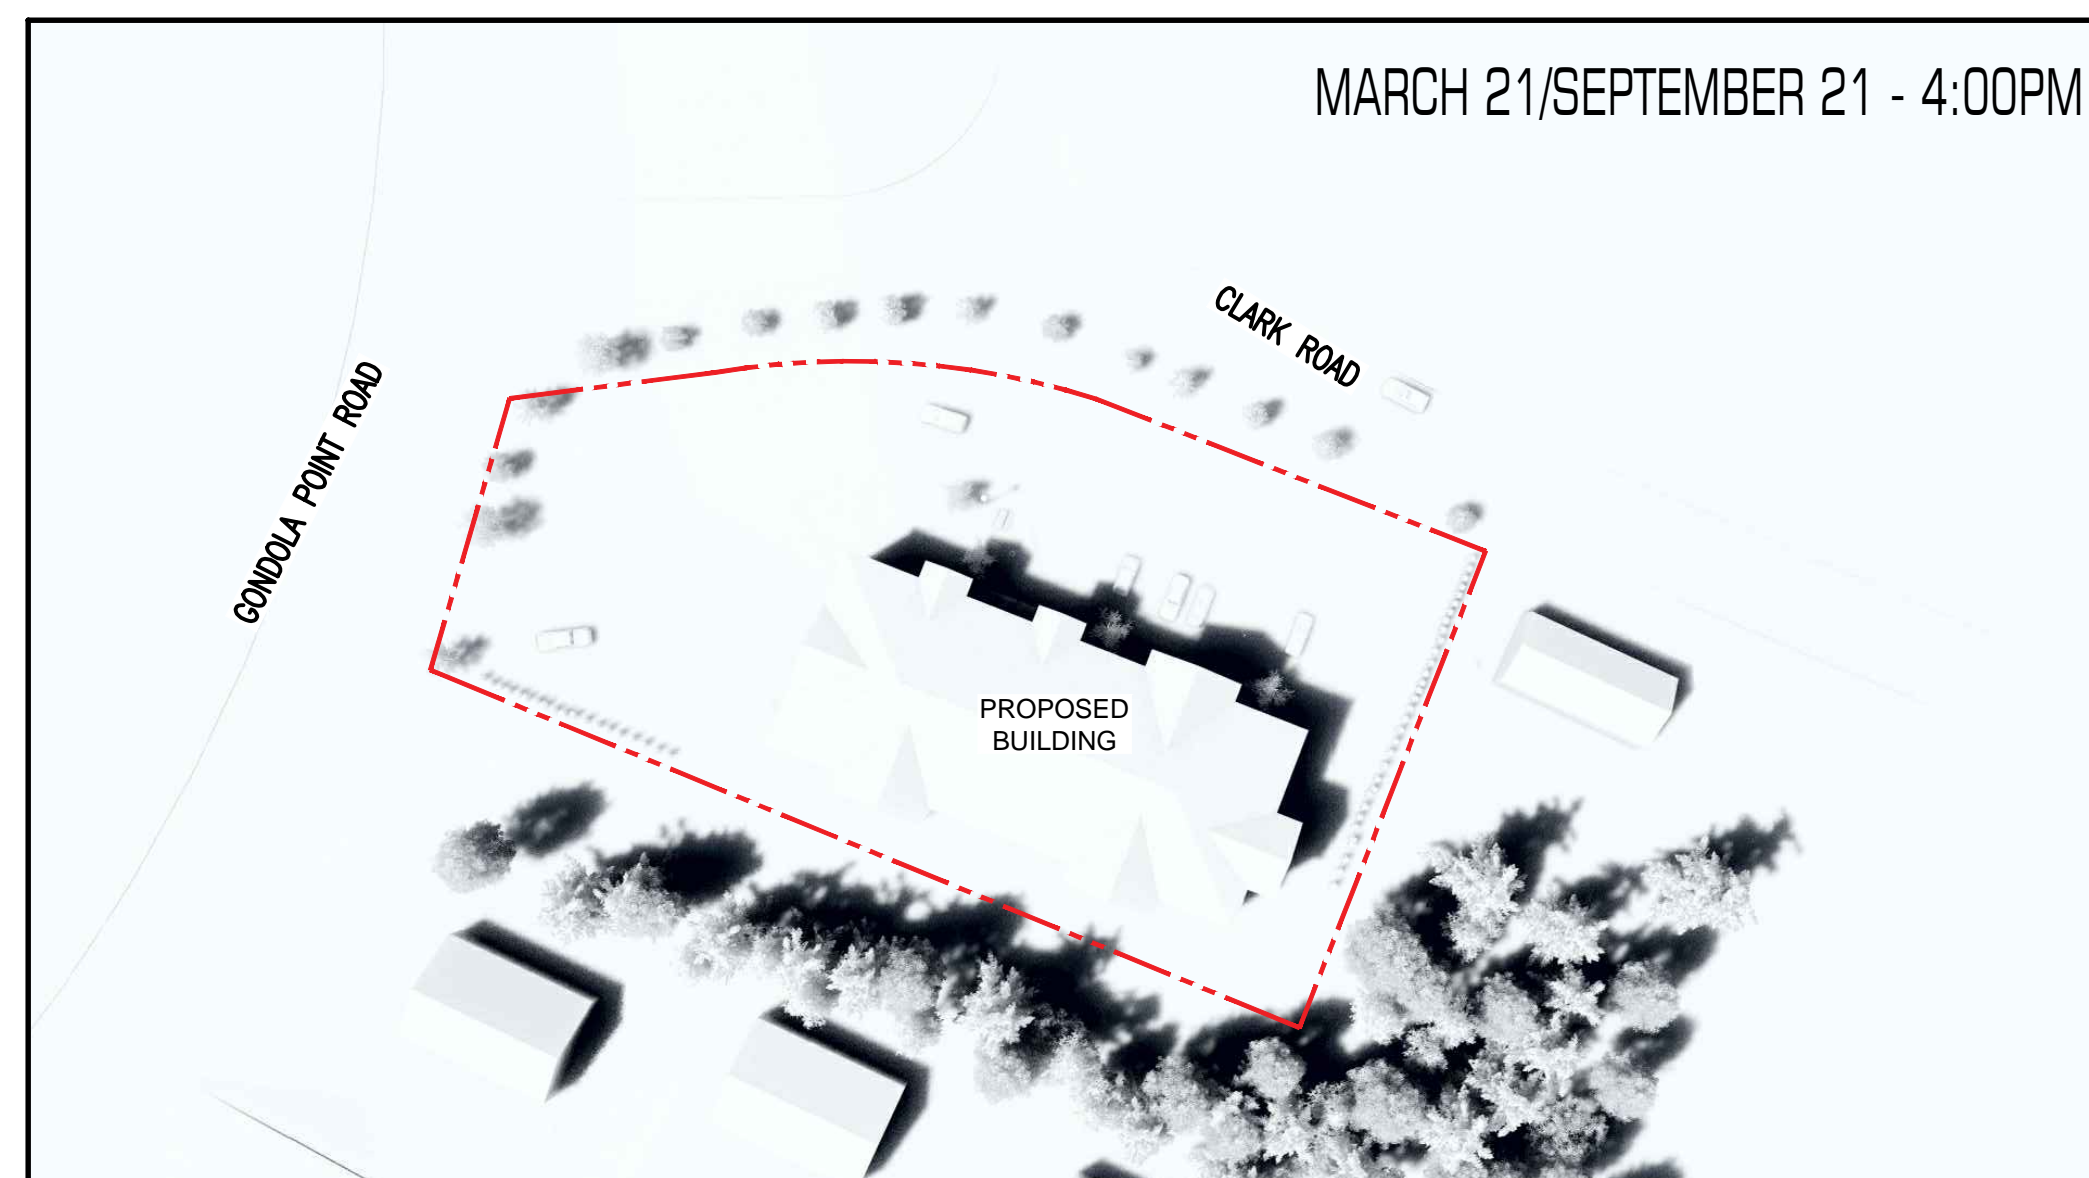 MARCH 21/SEPTEMBER 21 - 4:00PM
CLARK ROAD
GONDOLA POINT ROAD
PROPOSED
BUILDING